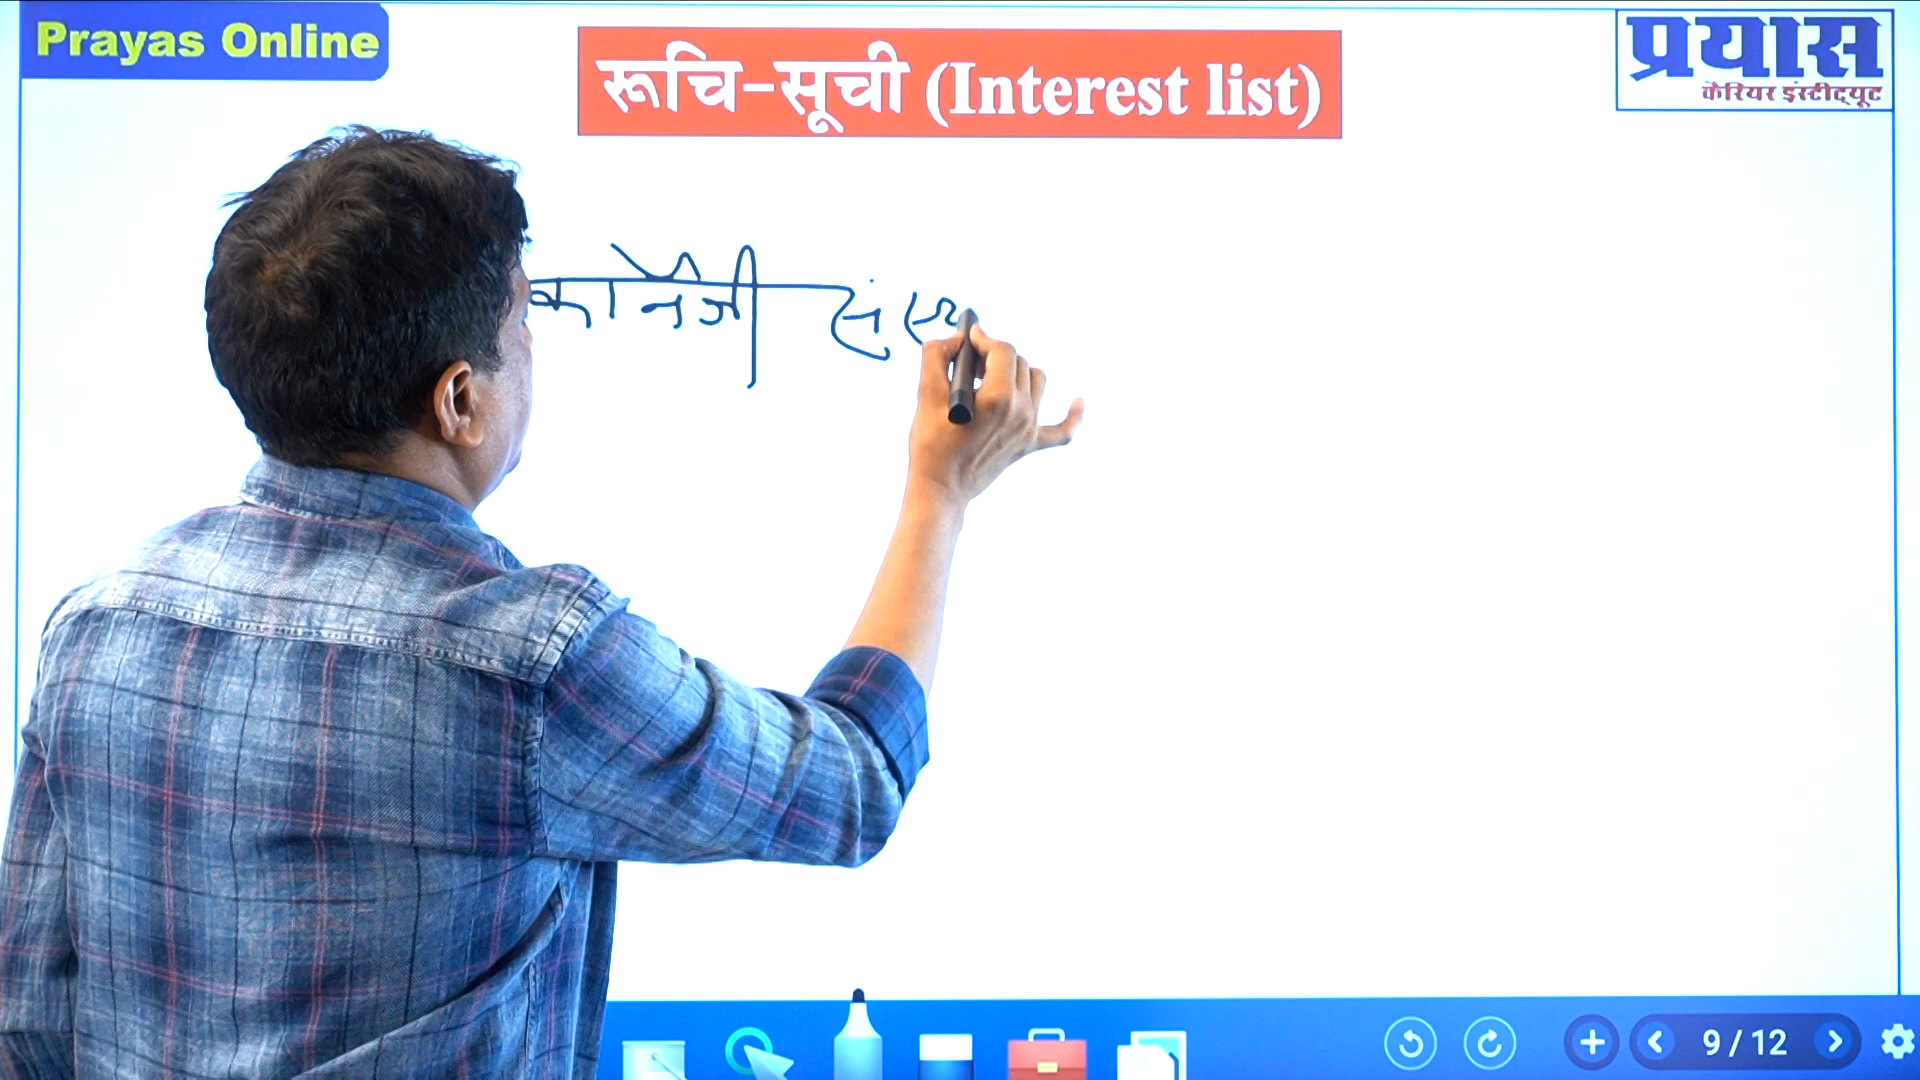 Prayas Online
रूचि-सूची (Interest list)
प्रयास
कैरियर इंस्टीट्यूट
9 / 12